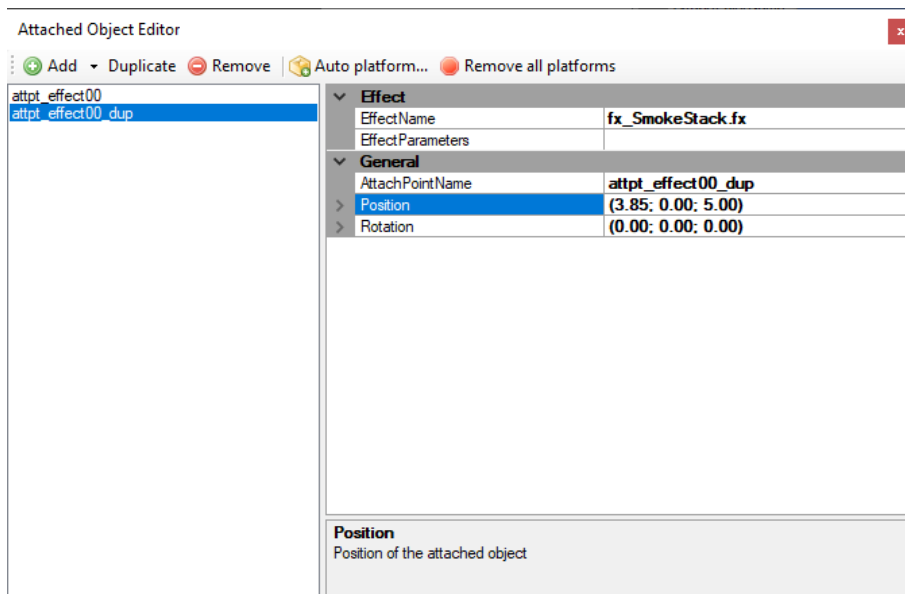 Attached Object Editor
x
Add Duplicate Remove Auto platform... Remove all platforms
attpt_effect00
attpt_effect00_dup
Effect
EffectName fx_SmokeStack.fx
EffectParameters
General
AttachPointName attpt_effect00_dup
Position (3.85; 0.00; 5.00)
Rotation (0.00; 0.00; 0.00)
Position
Position of the attached object